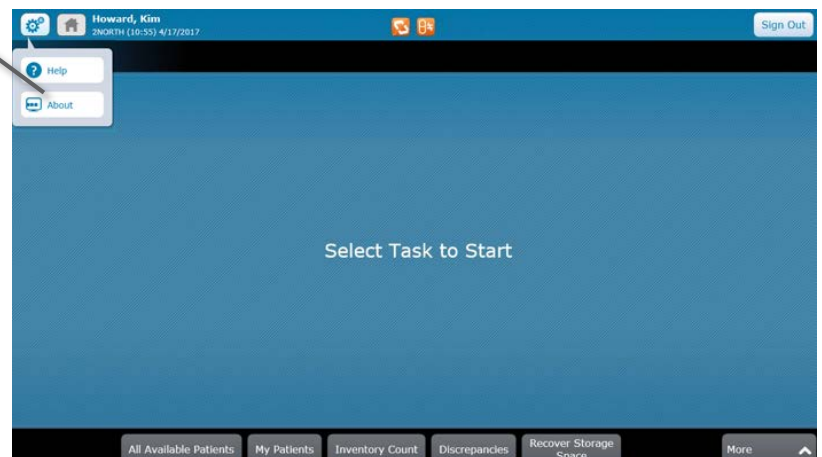 Howard, Kim
2NORTH (10:55) 4/17/2017
Sign Out
Help
About
Select Task to Start
All Available Patients
My Patients
Inventory Count
Discrepancies
Recover Storage
Space
More